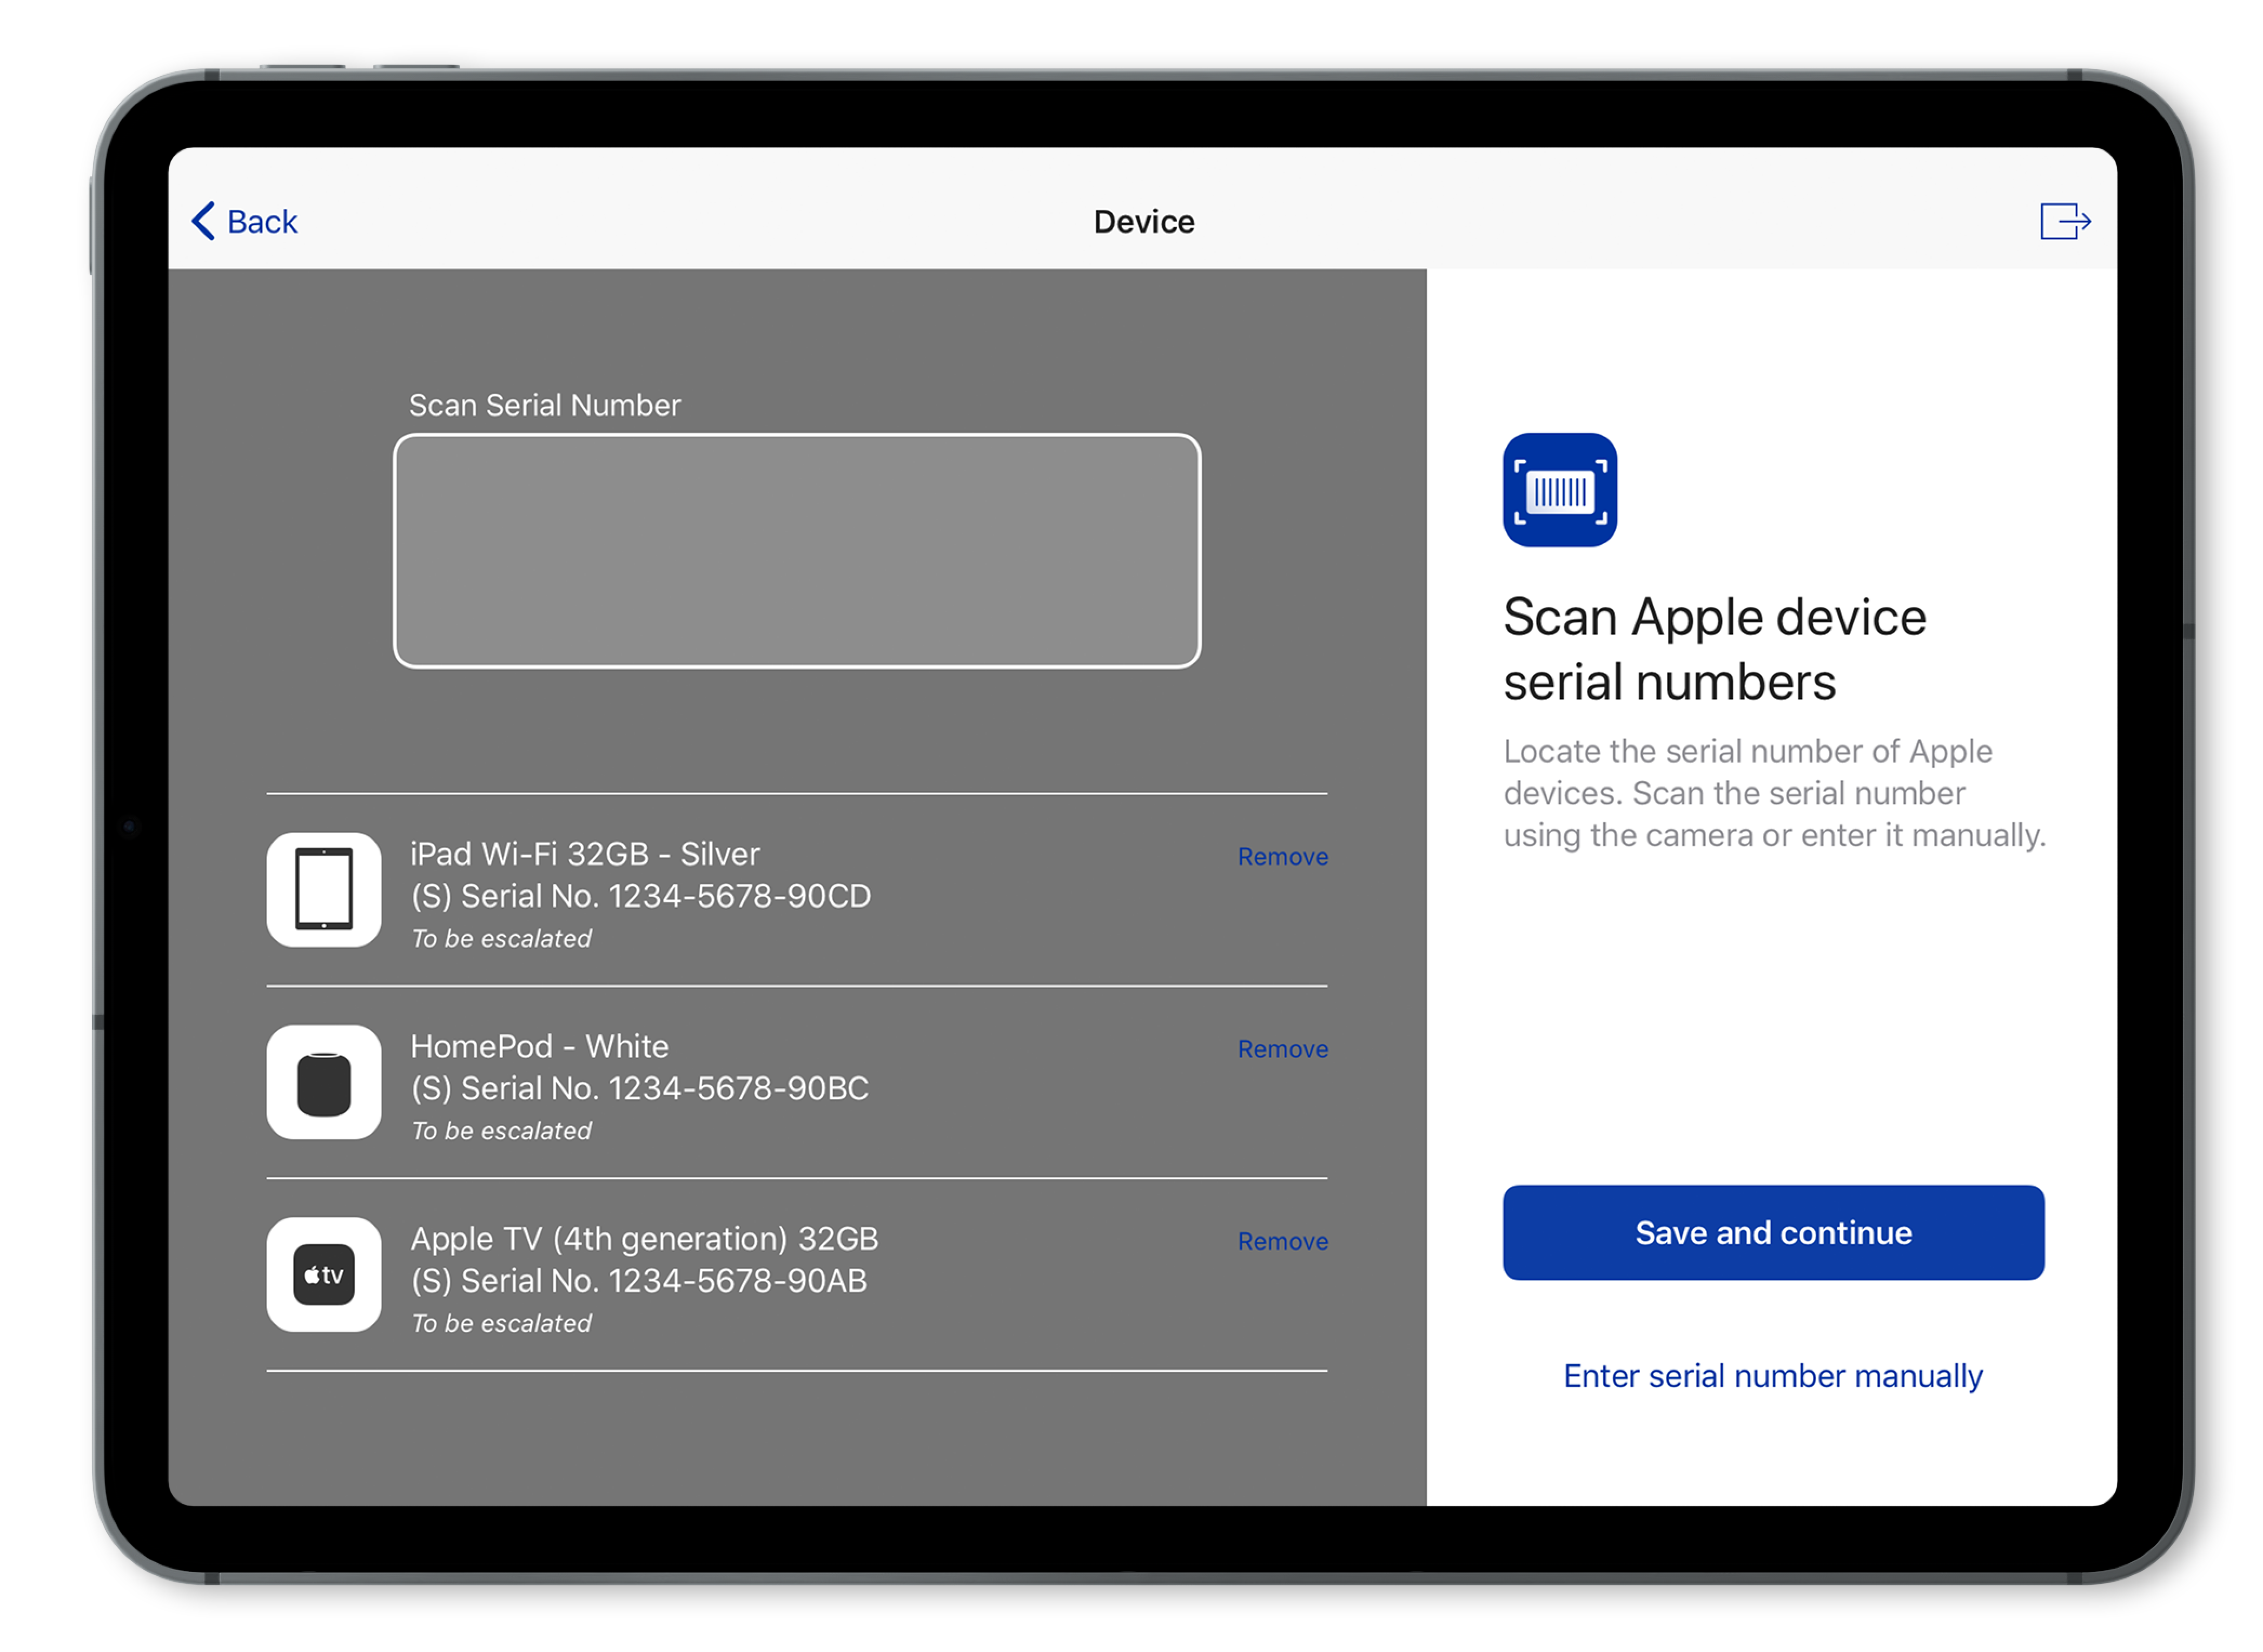 Back
Device
Scan Serial Number
iPad Wi-Fi 32GB - Silver
Remove
(S) Serial No. 1234-5678-90CD
To be escalated
HomePod - White
Remove
(S) Serial No. 1234-5678-90BC
To be escalated
tv
Apple TV (4th generation) 32GB
Remove
(S) Serial No. 1234-5678-90AB
To be escalated
Scan Apple device
serial numbers
Locate the serial number of Apple
devices. Scan the serial number
using the camera or enter it manually.
Save and continue
Enter serial number manually